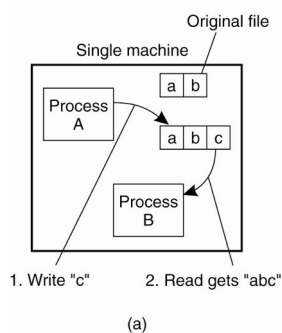 Original file
Single machine
a b
Process
A
a b c
Process
B
1. Write "c"
2. Read gets "abc"
(a)